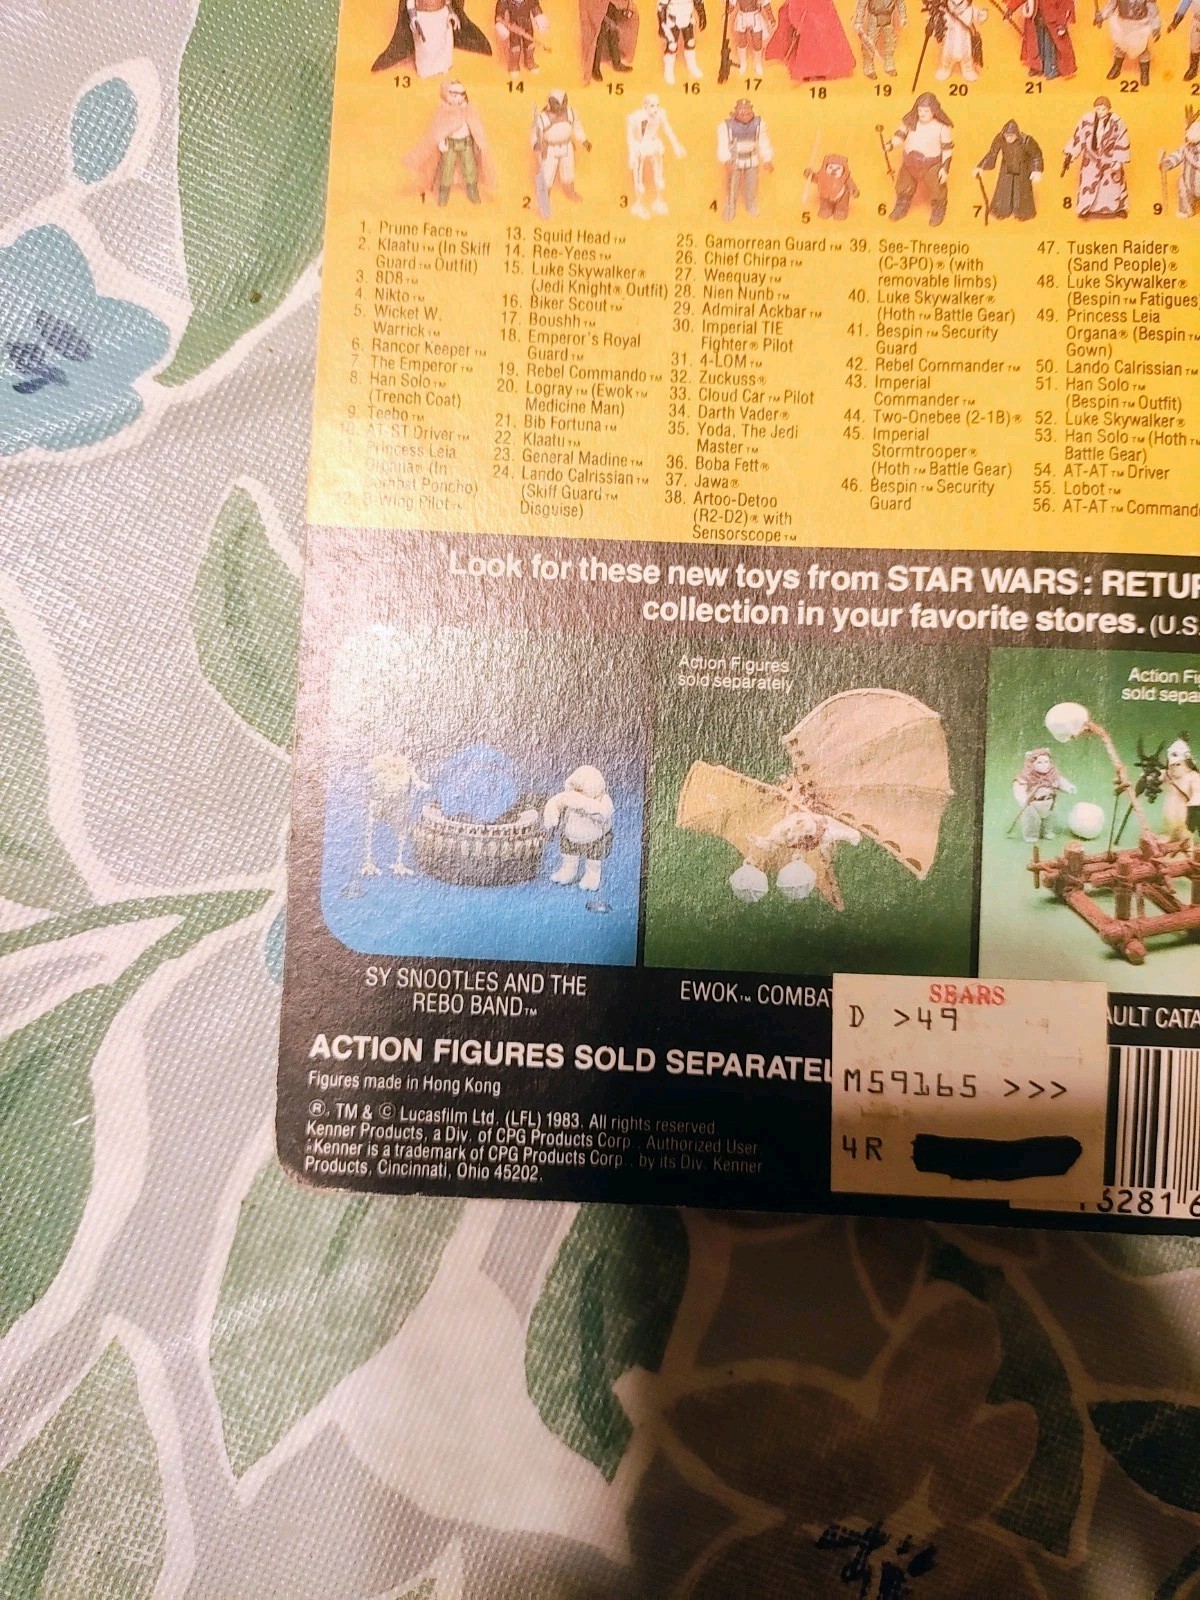 13 14 15 16 17 18 19 20 21 22 2
1 2 3 4 5 6 7 8 9
1. Prune Face™
2. Klaatu™ (In Skiff
Guard™ Outfit)
3. 8D8™
4. Nikto™
5. Wicket W.
Warrick™
6. Rancor Keeper™
7. The Emperor™
8. Han Solo™
(Trench Coat)
9. Teebo™
10. AT-ST Driver™
Princess Leia
Organa® (In
Combat Poncho)
12. B-Wing Pilot™
13. Squid Head™
14. Ree-Yees™
15. Luke Skywalker®
(Jedi Knight® Outfit)
16. Biker Scout™
17. Boushh™
18. Emperor's Royal
Guard™
19. Rebel Commando™
20. Logray™ (Ewok™
Medicine Man)
21. Bib Fortuna™
22. Klaatu™
23. General Madine™
24. Lando Calrissian™
(Skiff Guard™
Disguise)
25. Gamorrean Guard™
26. Chief Chirpa™
27. Weequay™
28. Nien Nunb™
29. Admiral Ackbar™
30. Imperial TIE
Fighter® Pilot
31. 4-LOM™
32. Zuckuss®
33. Cloud Car™ Pilot
34. Darth Vader®
35. Yoda, The Jedi
Master™
36. Boba Fett®
37. Jawa®
38. Artoo-Detoo
(R2-D2)® with
Sensorscope™
39. See-Threepio
(C-3PO)® (with
removable limbs)
40. Luke Skywalker®
(Hoth™ Battle Gear)
41. Bespin™ Security
Guard
42. Rebel Commander™
43. Imperial
Commander™
44. Two-Onebee (2-1B)®
45. Imperial
Stormtrooper®
(Hoth™ Battle Gear)
46. Bespin™ Security
Guard
47. Tusken Raider®
(Sand People)®
48. Luke Skywalker®
(Bespin™ Fatigues
49. Princess Leia
Organa® (Bespin™
Gown)
50. Lando Calrissian™
51. Han Solo™
(Bespin™ Outfit)
52. Luke Skywalker®
53. Han Solo™ (Hoth™
Battle Gear)
54. AT-AT™ Driver
55. Lobot™
56. AT-AT™ Command
Look for these new toys from STAR WARS: RETUR
collection in your favorite stores. (U.S.
Action Figures
sold separately
Action Fi
sold sepa
SY SNOOTLES AND THE
REBO BAND™
EWOK™ COMBAT
AULT CATA
SEARS
D >49
M59165 >>>
4R
ACTION FIGURES SOLD SEPARATEL
Figures made in Hong Kong
®, TM & © Lucasfilm Ltd. (LFL) 1983. All rights reserved
Kenner Products, a Div. of CPG Products Corp., Authorized User
Kenner is a trademark of CPG Products Corp., by its Div. Kenner
Products, Cincinnati, Ohio 45202.